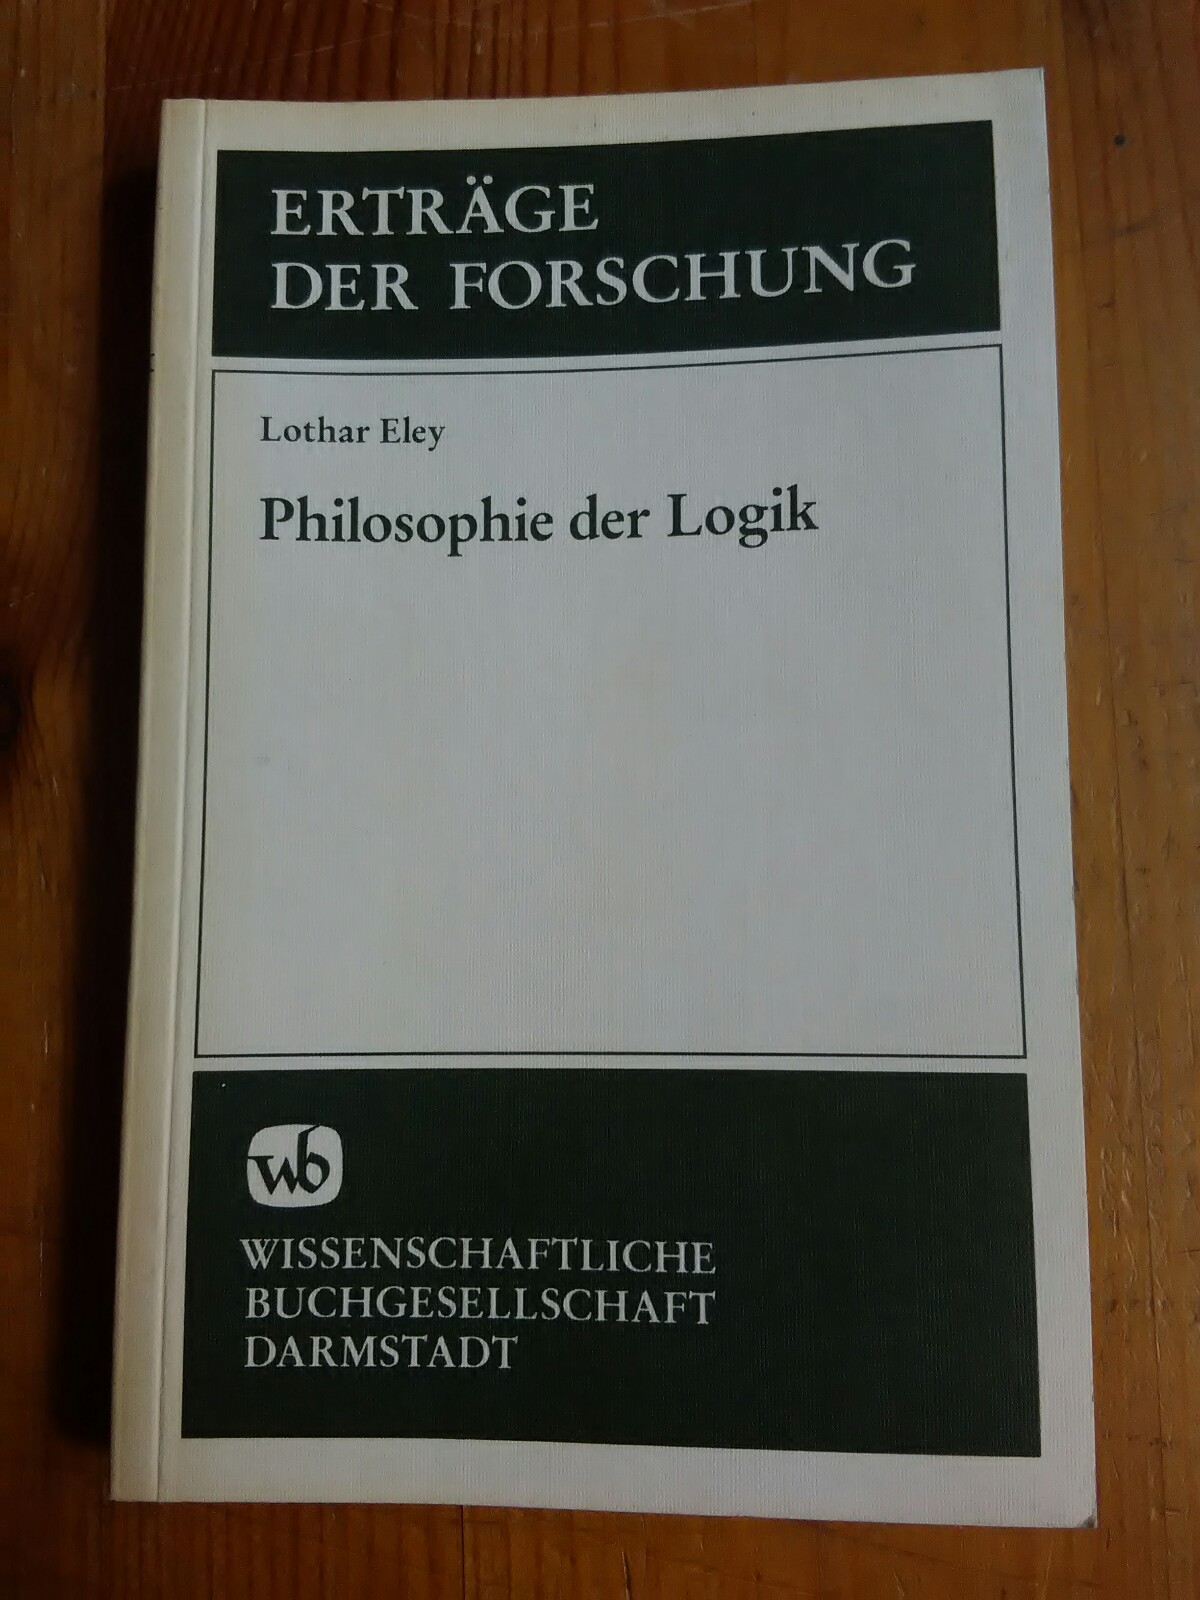 ERTRÄGE
DER FORSCHUNG
Lothar Eley
Philosophie der Logik
wb
WISSENSCHAFTLICHE
BUCHGESELLSCHAFT
DARMSTADT